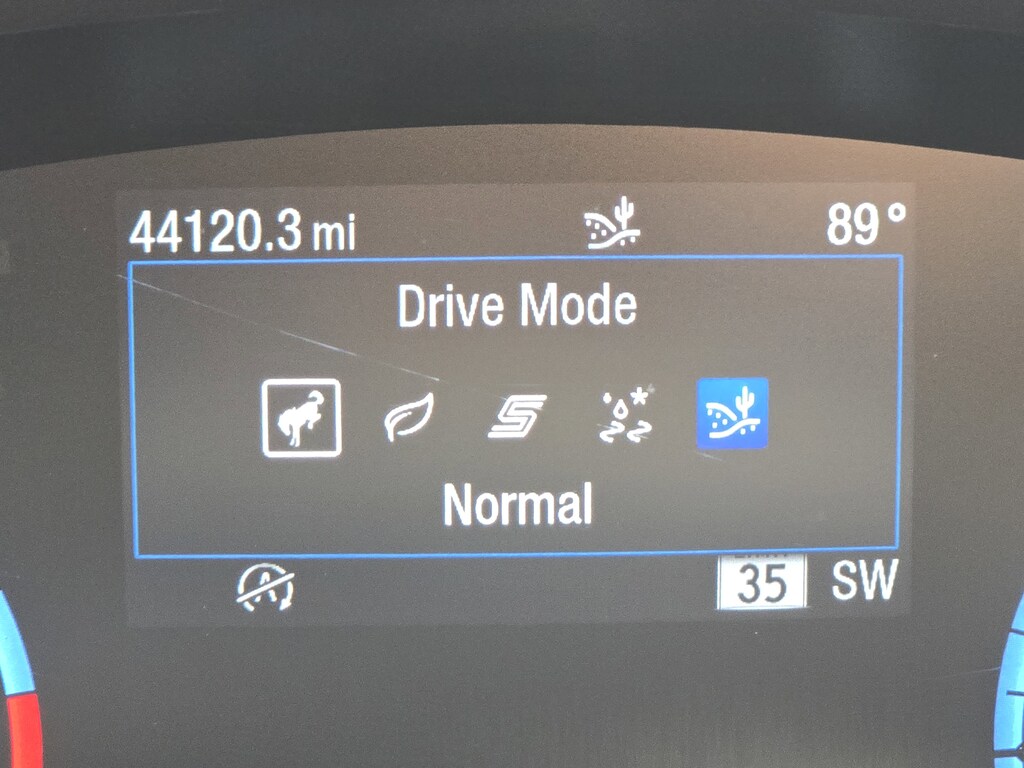 44120.3 mi 89°
Drive Mode
Normal
35 SW